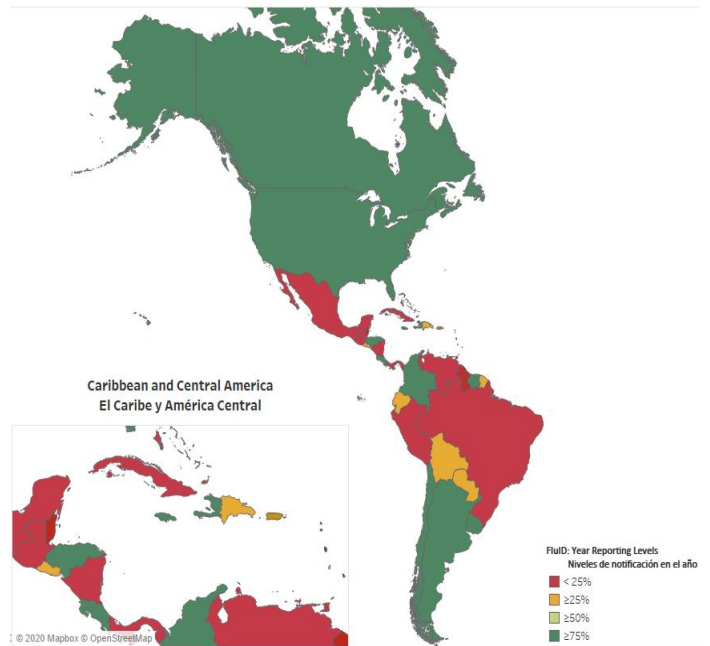 Caribbean and Central America
El Caribe y América Central
FluID: Year Reporting Levels
Niveles de notificación en el año
< 25%
≥25%
≥50%
≥75%
© 2020 Mapbox © OpenStreetMap